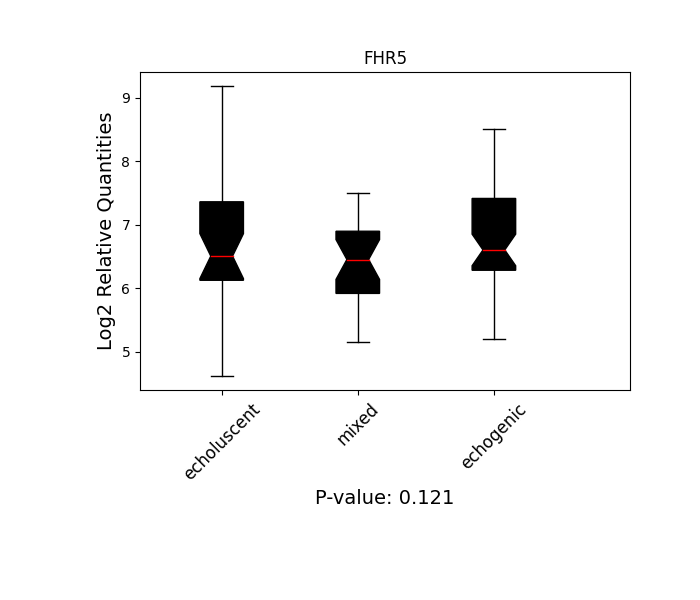 FHR5
Log2 Relative Quantities
9
8
7
6
5
echoluscent
mixed
echogenic
P-value: 0.121